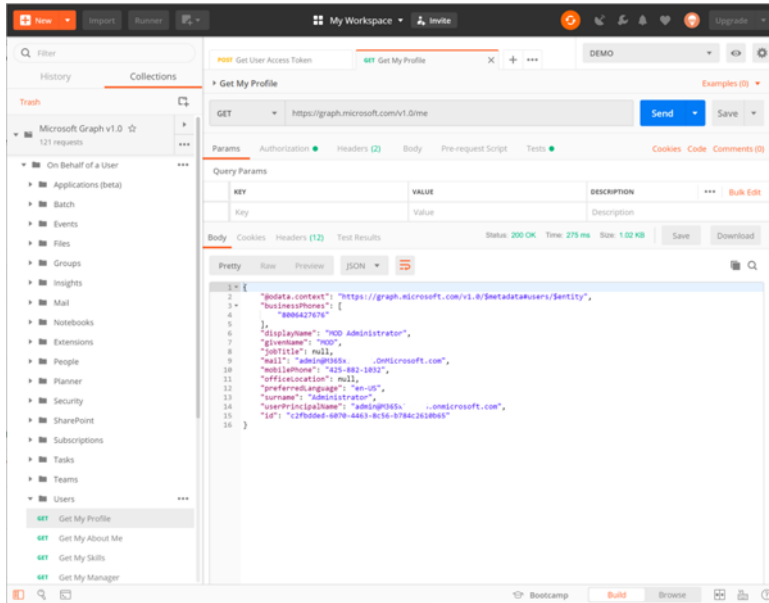 New Import Runner My Workspace Invite Upgrade
Filter
History Collections
Trash
Microsoft Graph v1.0
121 requests
On Behalf of a User
Applications (beta)
Batch
Events
Files
Groups
Insights
Mail
Notebooks
Extensions
People
Planner
Security
SharePoint
Subscriptions
Tasks
Teams
Users
GET Get My Profile
GET Get My About Me
GET Get My Skills
GET Get My Manager
POST Get User Access Token GET Get My Profile DEMO
Get My Profile Examples (0)
GET https://graph.microsoft.com/v1.0/me Send Save
Params Authorization Headers (2) Body Pre-request Script Tests Cookies Code Comments (0)
Query Params
KEY VALUE DESCRIPTION Bulk Edit
Key Value Description
Body Cookies Headers (12) Test Results Status: 200 OK Time: 275 ms Size: 1.02 KB Save Download
Pretty Raw Preview JSON
1 {
2 "@odata.context": "https://graph.microsoft.com/v1.0/$metadata#users/$entity",
3 "businessPhones": [
4 "8006427676"
5 ],
6 "displayName": "MOD Administrator",
7 "givenName": "MOD",
8 "jobTitle": null,
9 "mail": "admin@M365x .OnMicrosoft.com",
10 "mobilePhone": "425-882-1032",
11 "officeLocation": null,
12 "preferredLanguage": "en-US",
13 "surname": "Administrator",
14 "userPrincipalName": "admin@M365x .onmicrosoft.com",
15 "id": "c2fbdded-6070-4463-8c56-b784c2610b65"
16 }
Bootcamp Build Browse